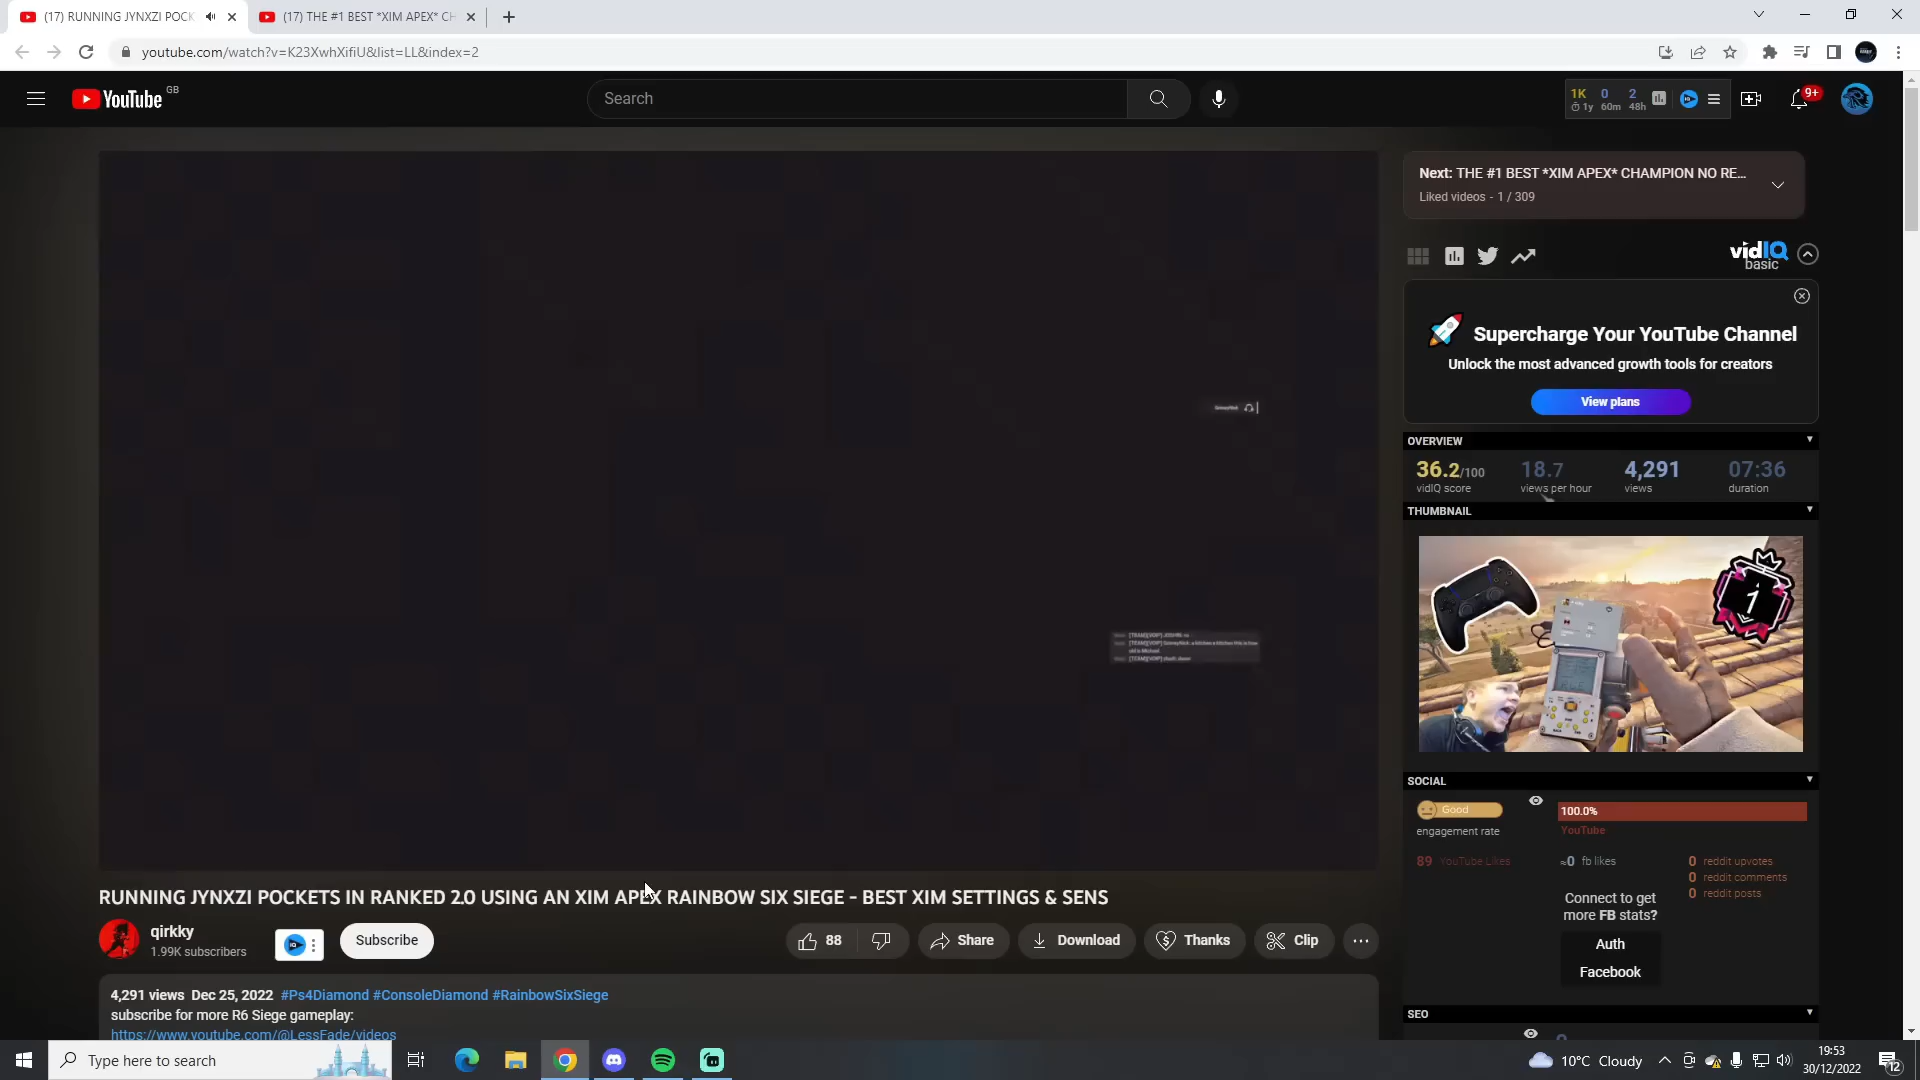 (17) RUNNING JYNXZI POCK
(17) THE #1 BEST *XIM APEX* CH
youtube.com/watch?v=K23XwhXifiU&list=LL&index=2
YouTube GB
Search
1K 0 2
1y 60m 48h
9+
Next: THE #1 BEST *XIM APEX* CHAMPION NO RE...
Liked videos - 1 / 309
vidIQ
basic
Supercharge Your YouTube Channel
Unlock the most advanced growth tools for creators
View plans
OVERVIEW
36.2/100 18.7 4,291 07:36
vidIQ score views per hour views duration
THUMBNAIL
1
SOCIAL
Good 100.0%
engagement rate YouTube
89 YouTube Likes ≈0 fb likes 0 reddit upvotes
0 reddit comments
0 reddit posts
Connect to get
more FB stats?
Auth
Facebook
SEO
RUNNING JYNXZI POCKETS IN RANKED 2.0 USING AN XIM APEX RAINBOW SIX SIEGE - BEST XIM SETTINGS & SENS
qirkky
1.99K subscribers
Subscribe
88
Share
Download
Thanks
Clip
4,291 views Dec 25, 2022 #Ps4Diamond #ConsoleDiamond #RainbowSixSiege
subscribe for more R6 Siege gameplay:
https://www.youtube.com/@LessFade/videos
Type here to search
10°C Cloudy
19:53
30/12/2022
12